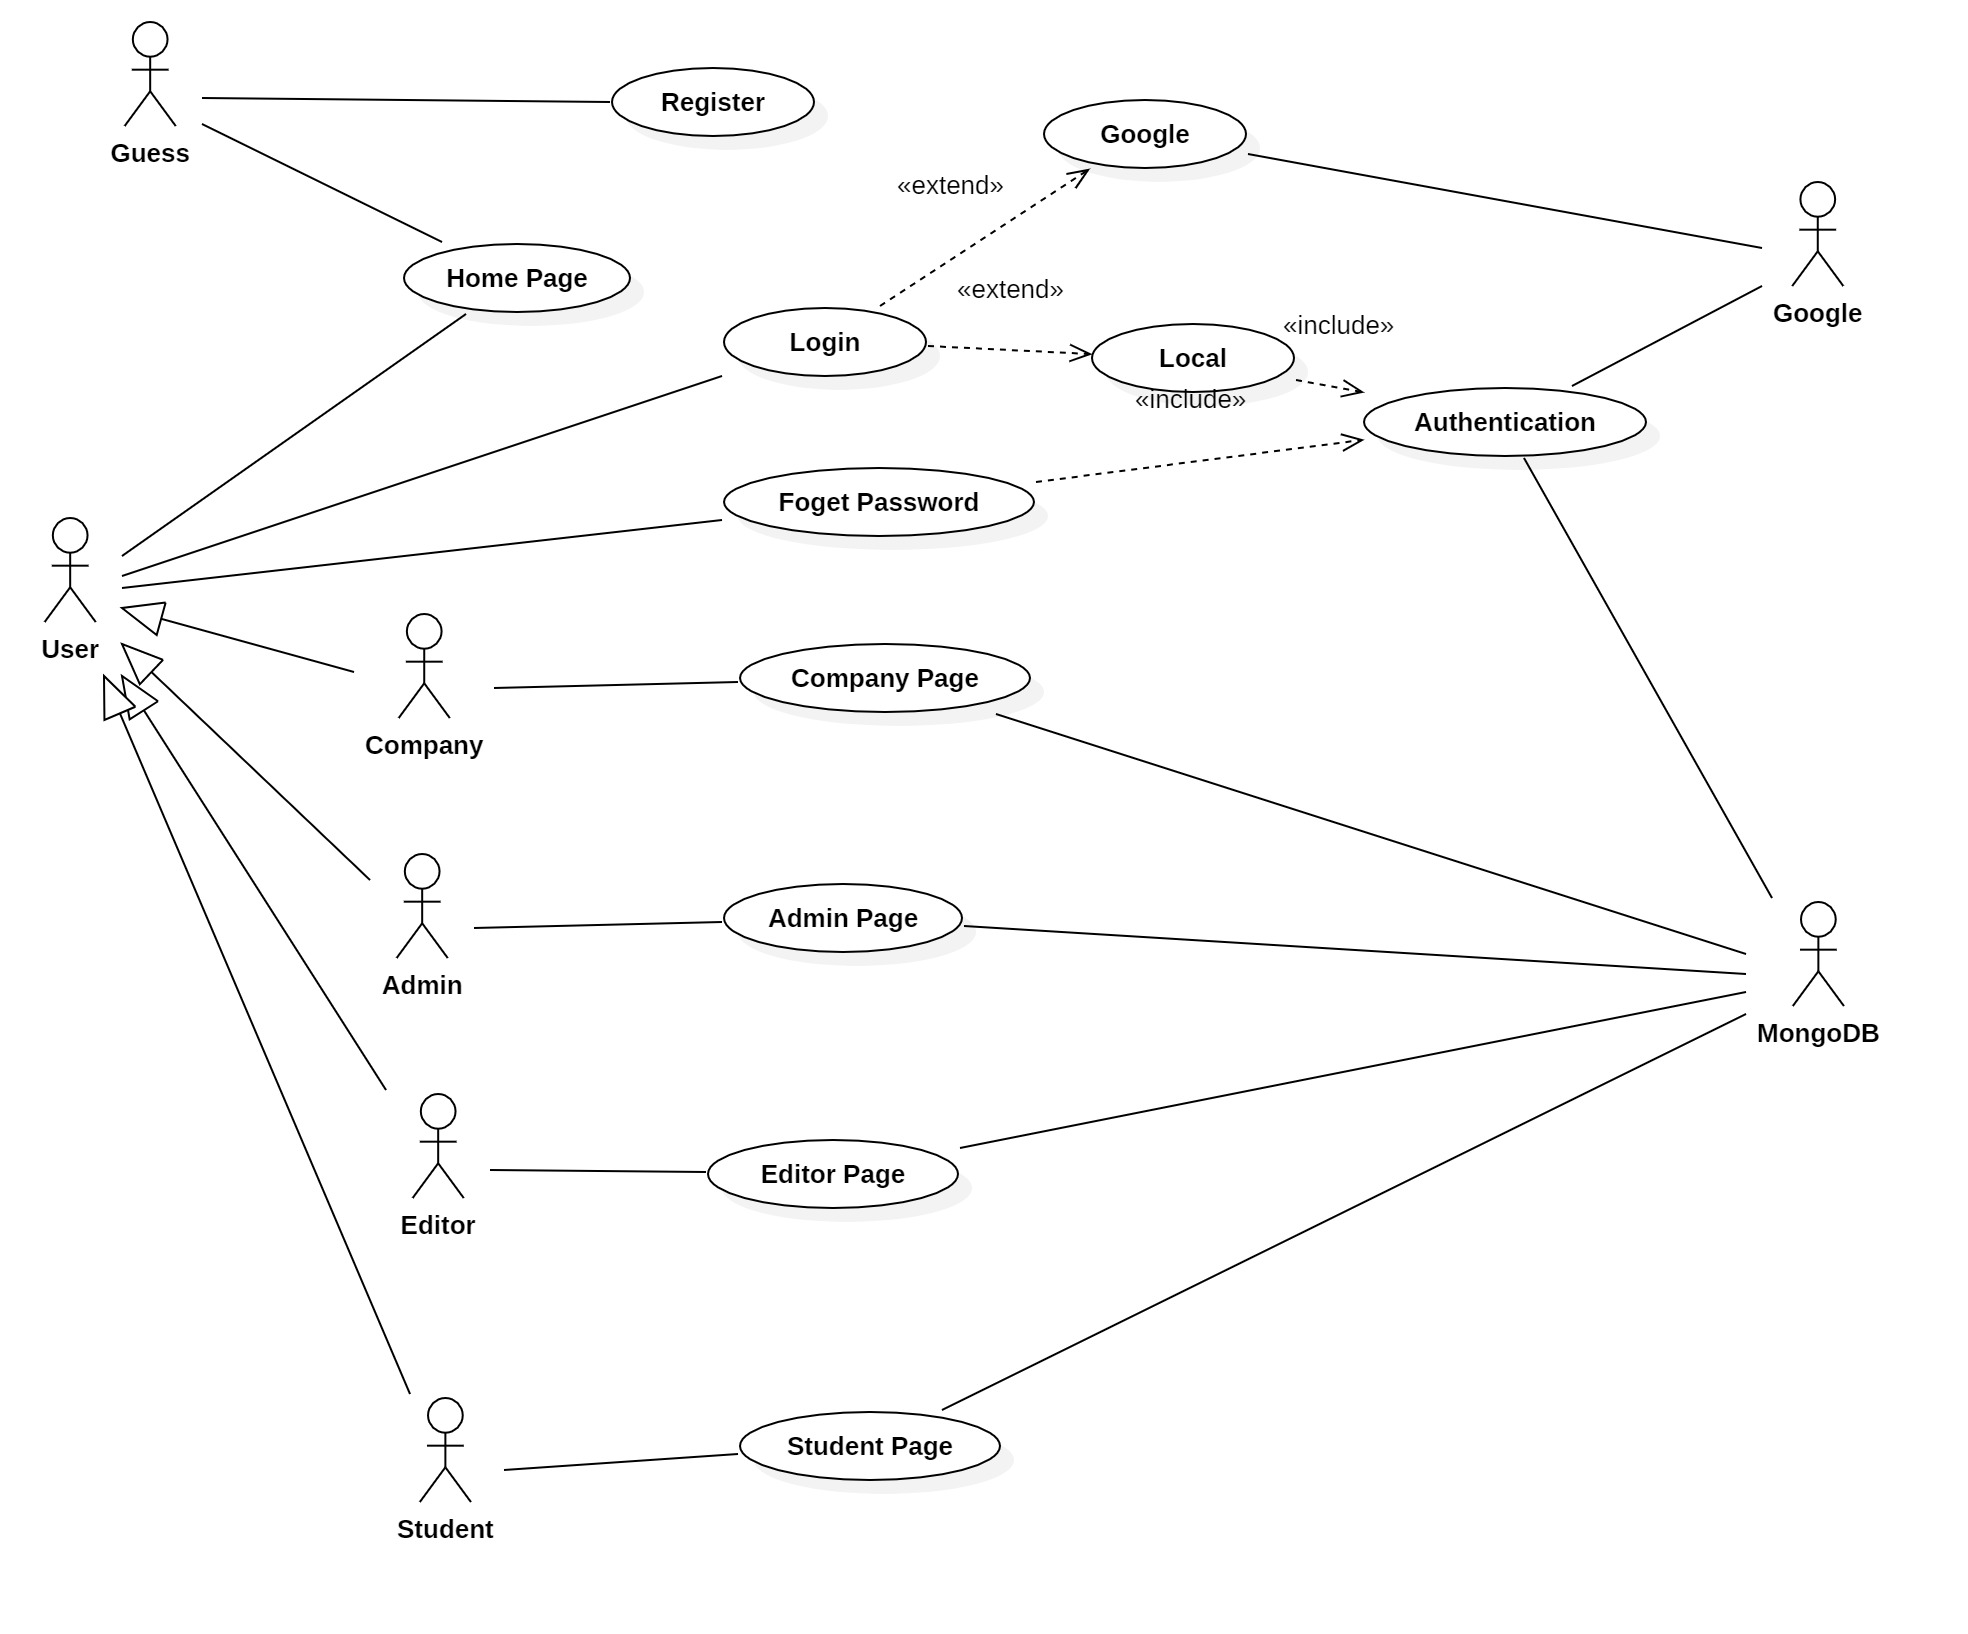 Guess
Register
Google
«extend»
Home Page
«extend»
Google
Login
«include»
Local
«include»
Authentication
Foget Password
User
Company Page
Company
Admin Page
Admin
MongoDB
Editor Page
Editor
Student Page
Student